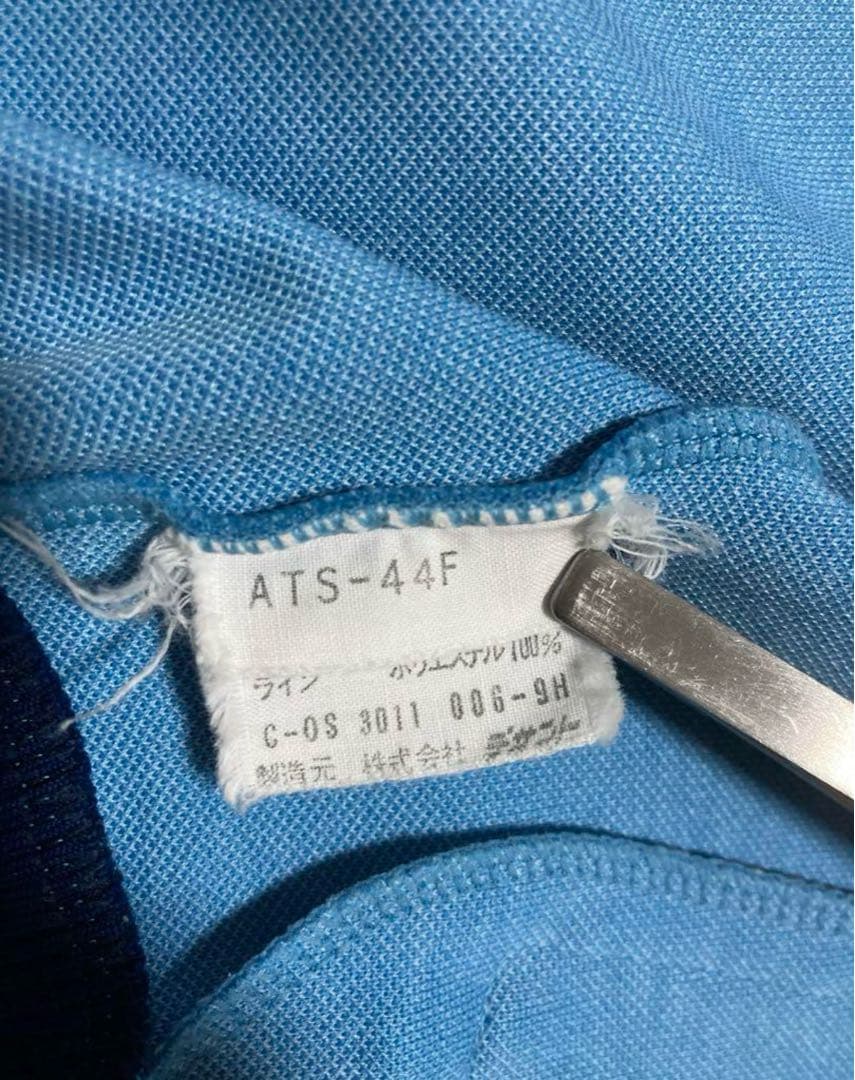 ATS-44F
ライン ポリエステル100%
C-OS 3011 006-9H
製造元 株式会社 デサント